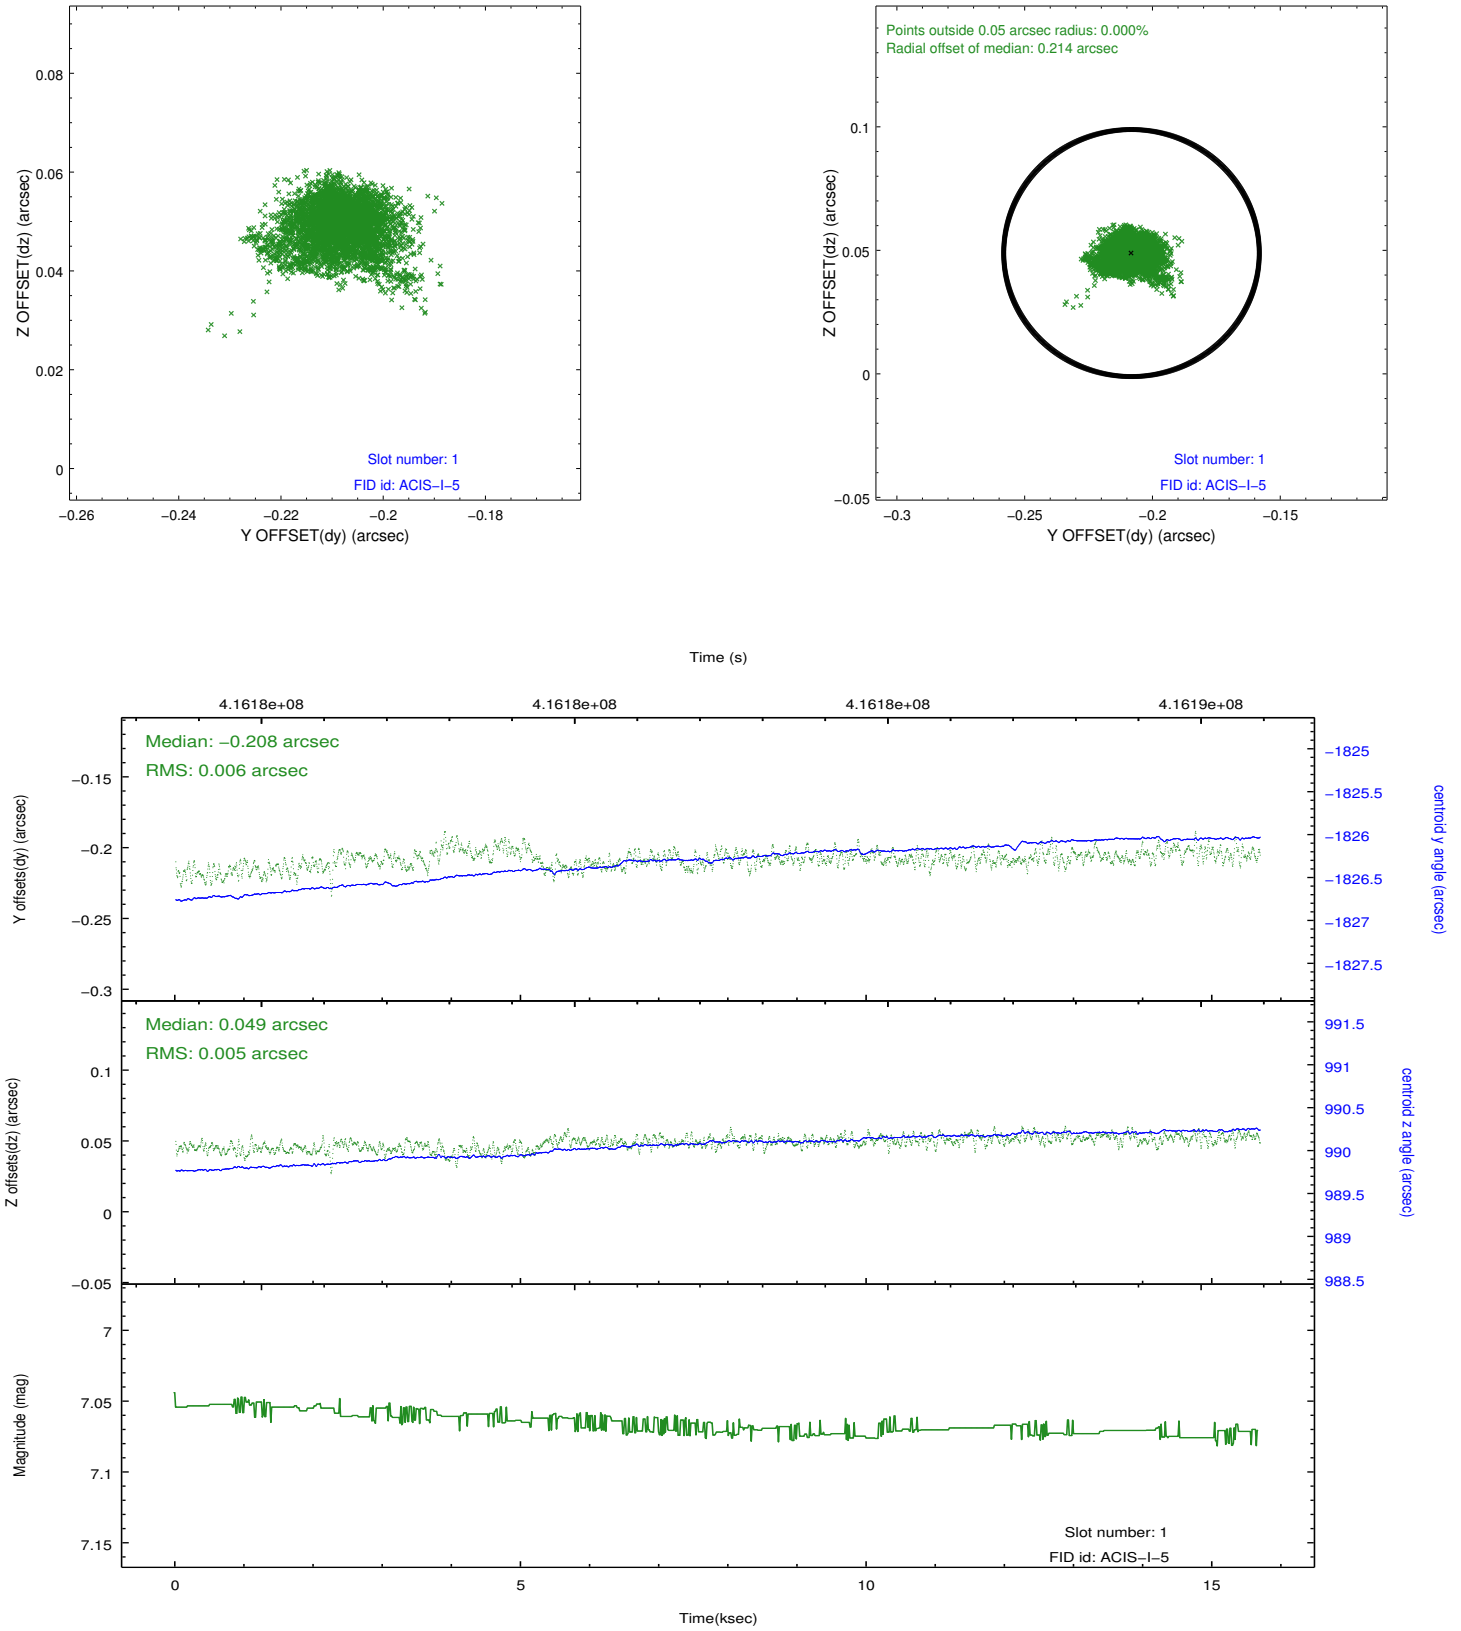 0.08
0.06
0.04
0.02
0
Z OFFSET(dz) (arcsec)
−0.26 −0.24 −0.22 −0.2 −0.18
Y OFFSET(dy) (arcsec)
Slot number: 1
FID id: ACIS−I−5
Points outside 0.05 arcsec radius: 0.000%
Radial offset of median: 0.214 arcsec
0.1
0.05
0
−0.05
Z OFFSET(dz) (arcsec)
−0.3 −0.25 −0.2 −0.15
Y OFFSET(dy) (arcsec)
Slot number: 1
FID id: ACIS−I−5
Time (s)
4.1618e+08 4.1618e+08 4.1618e+08 4.1619e+08
Median: −0.208 arcsec
RMS: 0.006 arcsec
−0.15
−0.2
−0.25
−0.3
Y offsets(dy) (arcsec)
−1825
−1825.5
−1826
−1826.5
−1827
−1827.5
centroid y angle (arcsec)
Median: 0.049 arcsec
RMS: 0.005 arcsec
0.1
0.05
0
−0.05
Z offsets(dz) (arcsec)
991.5
991
990.5
990
989.5
989
988.5
centroid z angle (arcsec)
7
7.05
7.1
7.15
Magnitude (mag)
Slot number: 1
FID id: ACIS−I−5
0 5 10 15
Time(ksec)